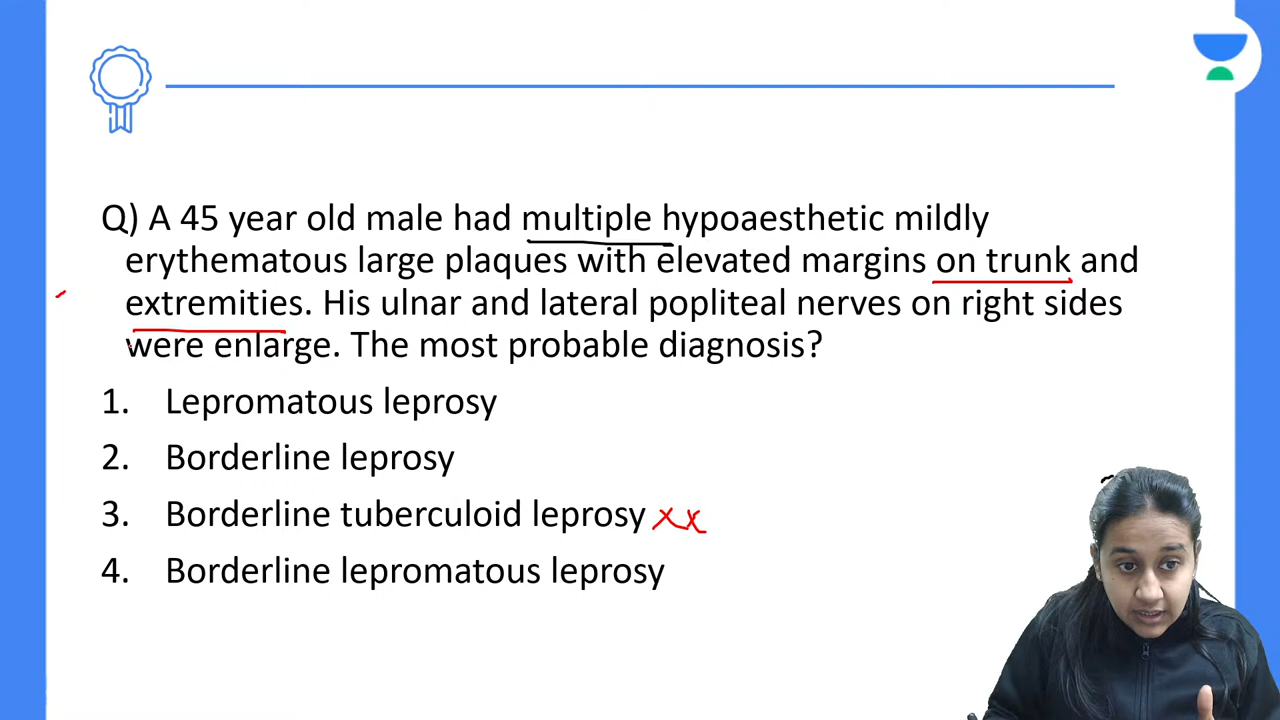 Q) A 45 year old male had multiple hypoaesthetic mildly
erythematous large plaques with elevated margins on trunk and
extremities. His ulnar and lateral popliteal nerves on right sides
were enlarge. The most probable diagnosis?
1. Lepromatous leprosy
2. Borderline leprosy
3. Borderline tuberculoid leprosy xx
4. Borderline lepromatous leprosy